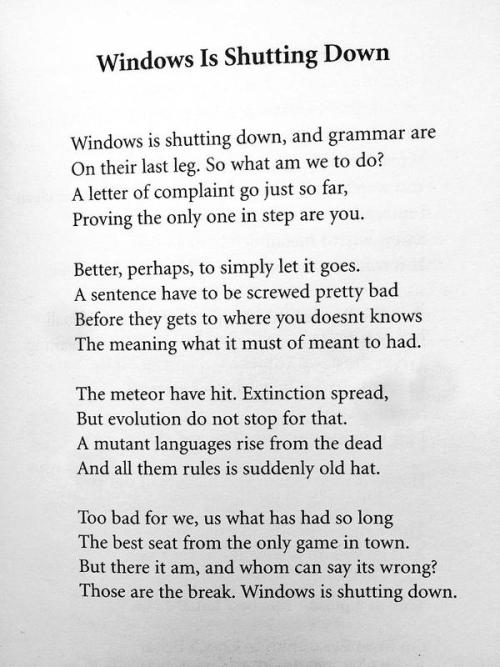 Windows Is Shutting Down
Windows is shutting down, and grammar are
On their last leg. So what am we to do?
A letter of complaint go just so far,
Proving the only one in step are you.
Better, perhaps, to simply let it goes.
A sentence have to be screwed pretty bad
Before they gets to where you doesnt knows
The meaning what it must of meant to had.
The meteor have hit. Extinction spread,
But evolution do not stop for that.
A mutant languages rise from the dead
And all them rules is suddenly old hat.
Too bad for we, us what has had so long
The best seat from the only game in town.
But there it am, and whom can say its wrong?
Those are the break. Windows is shutting down.